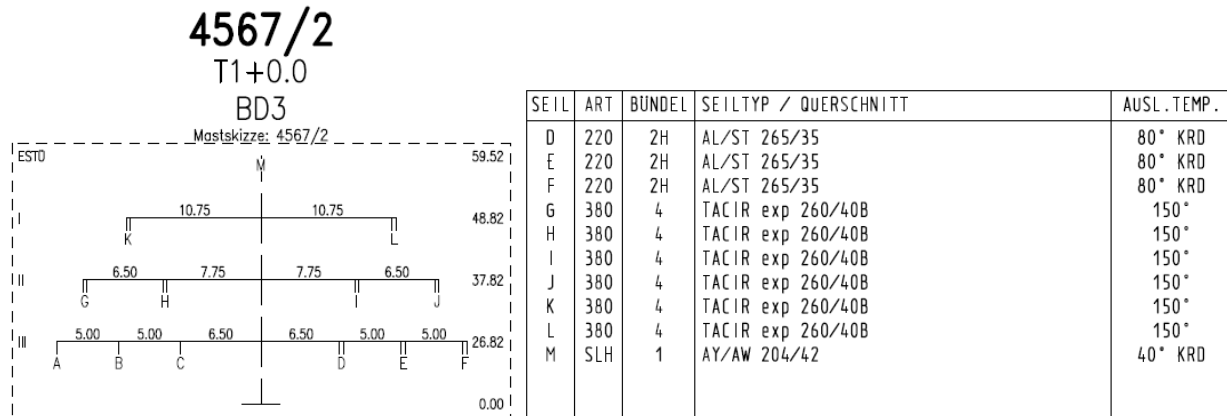 4567/2
T1+0.0
BD3
Mastskizze: 4567/2
ESTÜ 59.52
M
10.75 10.75
I 48.82
K L
6.50 7.75 7.75 6.50
II 37.82
G H I J
5.00 5.00 6.50 6.50 5.00 5.00
III 26.82
A B C D E F
0.00
SEIL ART BÜNDEL SEILTYP / QUERSCHNITT AUSL.TEMP.
D 220 2H AL/ST 265/35 80° KRD
E 220 2H AL/ST 265/35 80° KRD
F 220 2H AL/ST 265/35 80° KRD
G 380 4 TACIR exp 260/40B 150°
H 380 4 TACIR exp 260/40B 150°
I 380 4 TACIR exp 260/40B 150°
J 380 4 TACIR exp 260/40B 150°
K 380 4 TACIR exp 260/40B 150°
L 380 4 TACIR exp 260/40B 150°
M SLH 1 AY/AW 204/42 40° KRD